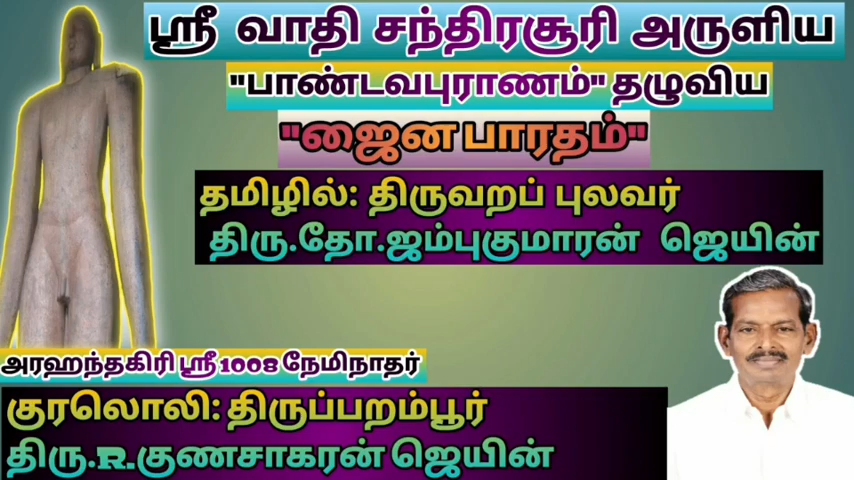 ஸ்ரீ வாதி சந்திரசூரி அருளிய
"பாண்டவபுராணம்" தழுவிய
"ஜைன பாரதம்"
தமிழில்: திருவறப் புலவர்
திரு.தோ.ஜம்புகுமாரன் ஜெயின்
அரஹந்தகிரி ஸ்ரீ 1008 நேமிநாதர்
குரலொலி: திருப்பறம்பூர்
திரு.R.குணசாகரன் ஜெயின்